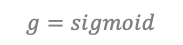 g = sigmoid